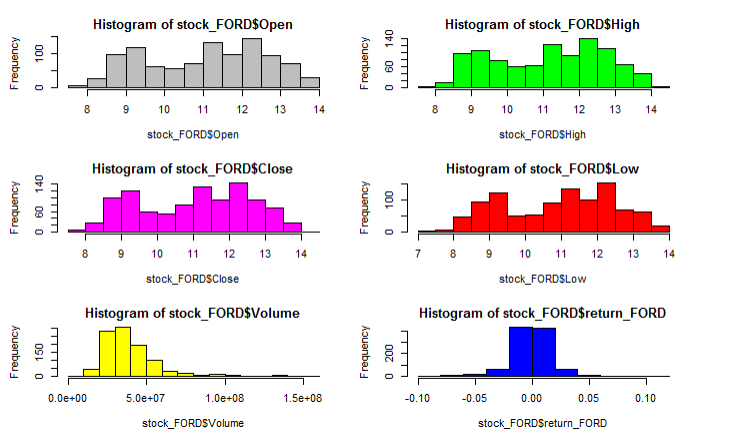 Histogram of stock_FORD$Open
Frequency
0 100
8 9 10 11 12 13 14
stock_FORD$Open
Histogram of stock_FORD$High
Frequency
0 60 140
8 9 10 11 12 13 14
stock_FORD$High
Histogram of stock_FORD$Close
Frequency
0 60 140
8 9 10 11 12 13 14
stock_FORD$Close
Histogram of stock_FORD$Low
Frequency
0 100
7 8 9 10 11 12 13 14
stock_FORD$Low
Histogram of stock_FORD$Volume
Frequency
0 150
0.0e+00 5.0e+07 1.0e+08 1.5e+08
stock_FORD$Volume
Histogram of stock_FORD$return_FORD
Frequency
0 200
-0.10 -0.05 0.00 0.05 0.10
stock_FORD$return_FORD